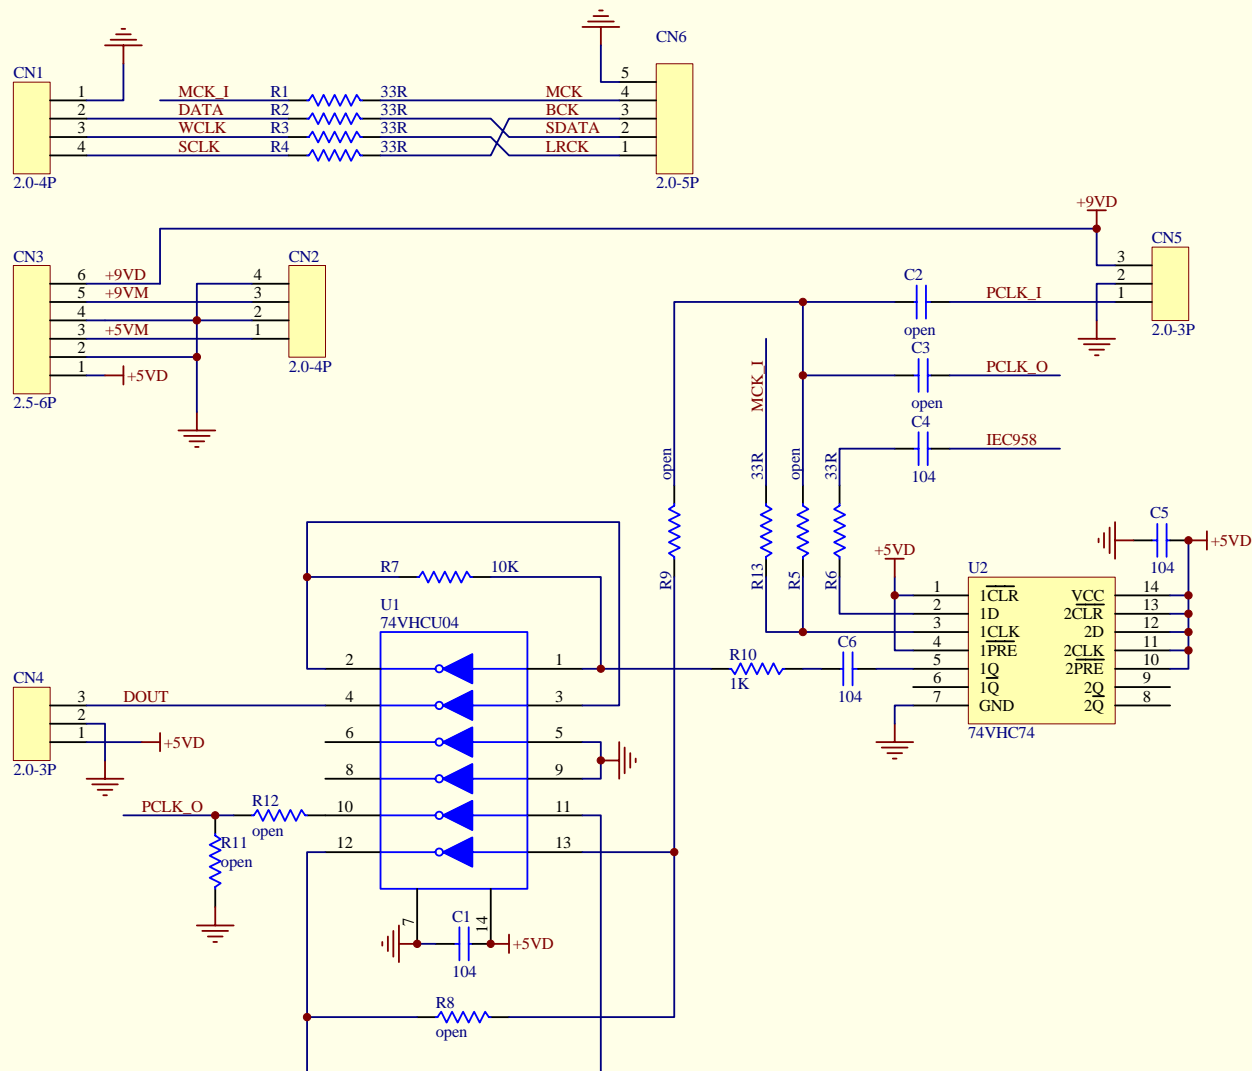 CN6
CN1
5
1 MCK_I R1 33R MCK 4
2 DATA R2 33R BCK 3
3 WCLK R3 33R SDATA 2
4 SCLK R4 33R LRCK 1
2.0-4P
2.0-5P
+9VD
CN5
CN3
CN2
6 +9VD
4
3
5 +9VM
3
2
4
2
1
3 +5VM
1
2
1 +5VD
2.0-4P
2.5-6P
2.0-3P
C2
PCLK_I
open
C3
PCLK_O
open
C4
IEC958
104
MCK_I
open
33R
open
33R
R9
R13
R5
R6
C5
+5VD
104
+5VD
U2
1 1CLR VCC 14
2 1D 2CLR 13
3 1CLK 2D 12
4 1PRE 2CLK 11
5 1Q 2PRE 10
6 1Q 2Q 9
7 GND 2Q 8
74VHC74
R7 10K
U1
74VHCU04
2 1
4 3
6 5
8 9
10 11
12 13
7
14
C1
+5VD
104
R10
1K
C6
104
CN4
3 DOUT
2
1 +5VD
2.0-3P
PCLK_O
R12
open
R11
open
R8
open